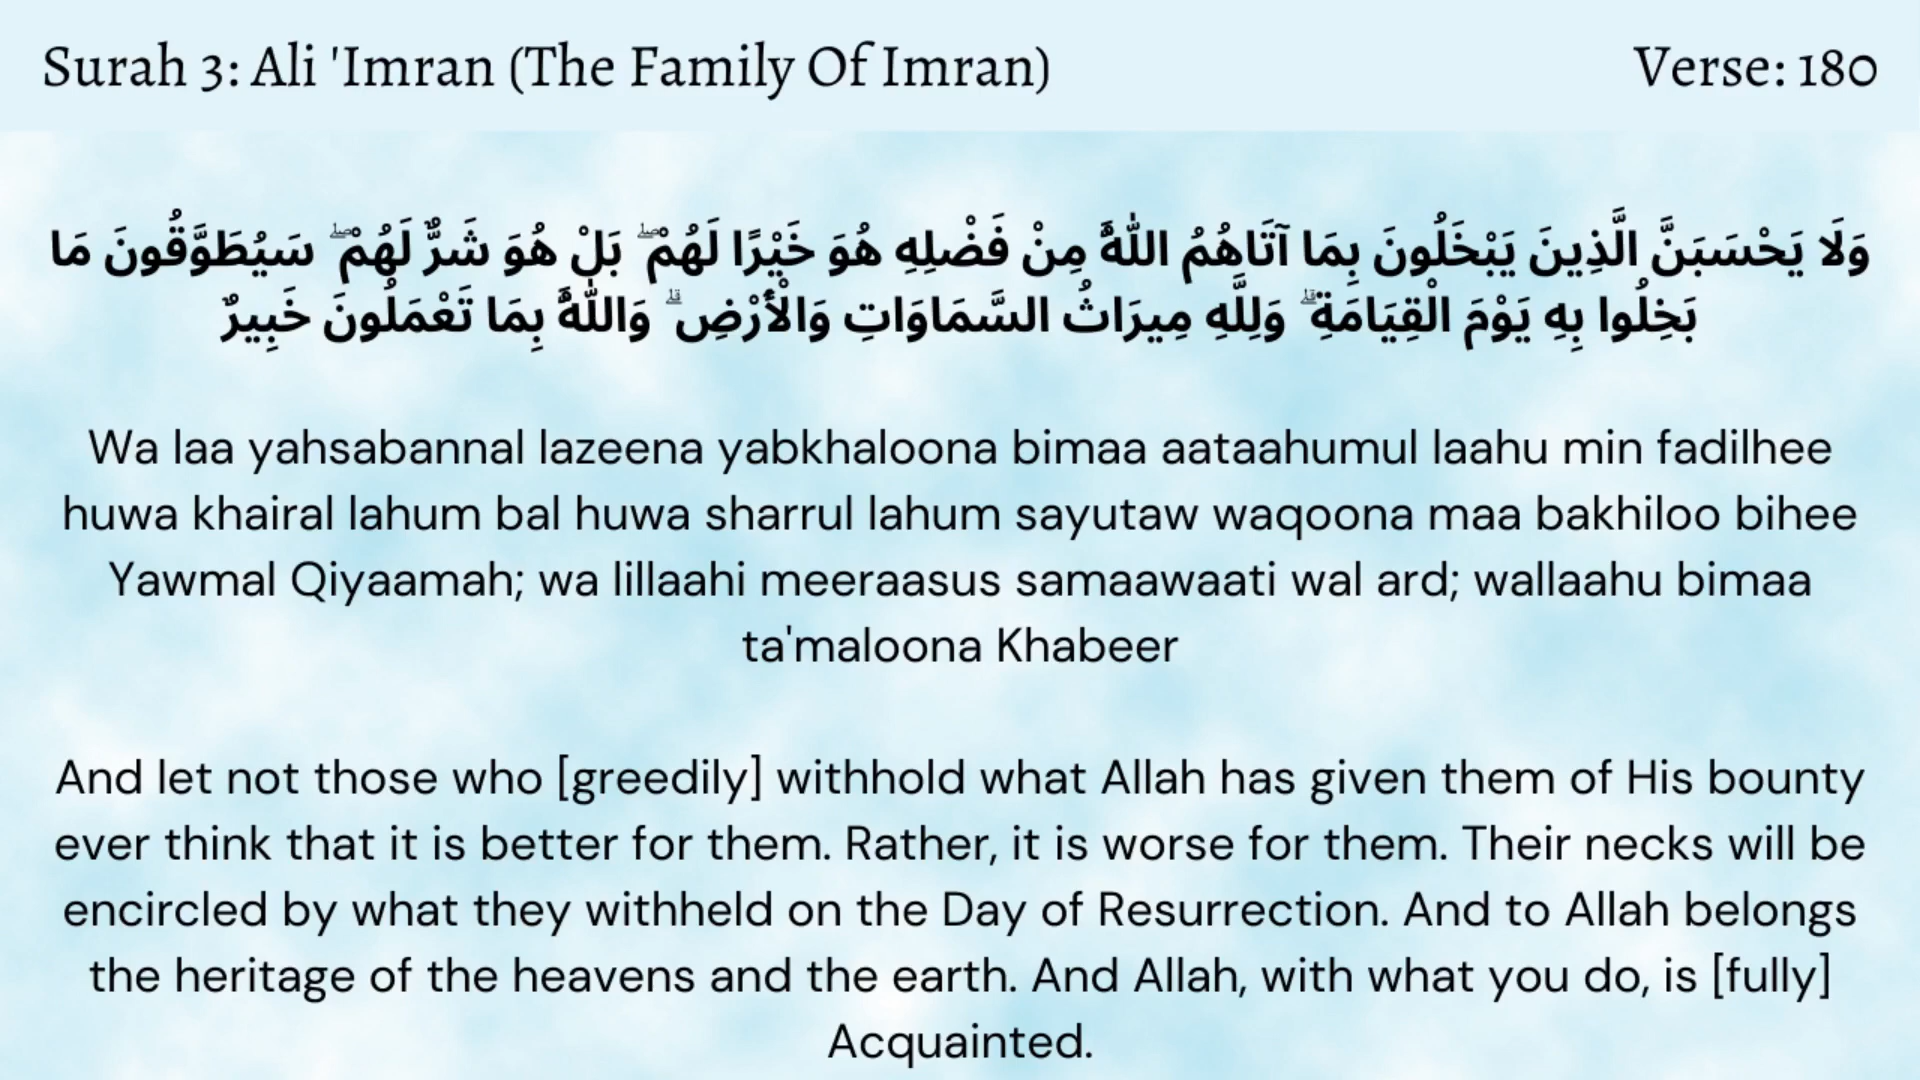 Surah 3: Ali 'Imran (The Family Of Imran)
Verse: 180
وَلَا يَحْسَبَنَّ الَّذِينَ يَبْخَلُونَ بِمَا آتَاهُمُ اللَّهُ مِنْ فَضْلِهِ هُوَ خَيْرًا لَهُمْ ۖ بَلْ هُوَ شَرٌّ لَهُمْ ۖ سَيُطَوَّقُونَ مَا
بَخِلُوا بِهِ يَوْمَ الْقِيَامَةِ ۗ وَلِلَّهِ مِيرَاثُ السَّمَاوَاتِ وَالْأَرْضِ ۗ وَاللَّهُ بِمَا تَعْمَلُونَ خَبِيرٌ
Wa laa yahsabannal lazeena yabkhaloona bimaa aataahumul laahu min fadilhee
huwa khairal lahum bal huwa sharrul lahum sayutaw waqoona maa bakhiloo bihee
Yawmal Qiyaamah; wa lillaahi meeraasus samaawaati wal ard; wallaahu bimaa
ta'maloona Khabeer
And let not those who [greedily] withhold what Allah has given them of His bounty
ever think that it is better for them. Rather, it is worse for them. Their necks will be
encircled by what they withheld on the Day of Resurrection. And to Allah belongs
the heritage of the heavens and the earth. And Allah, with what you do, is [fully]
Acquainted.